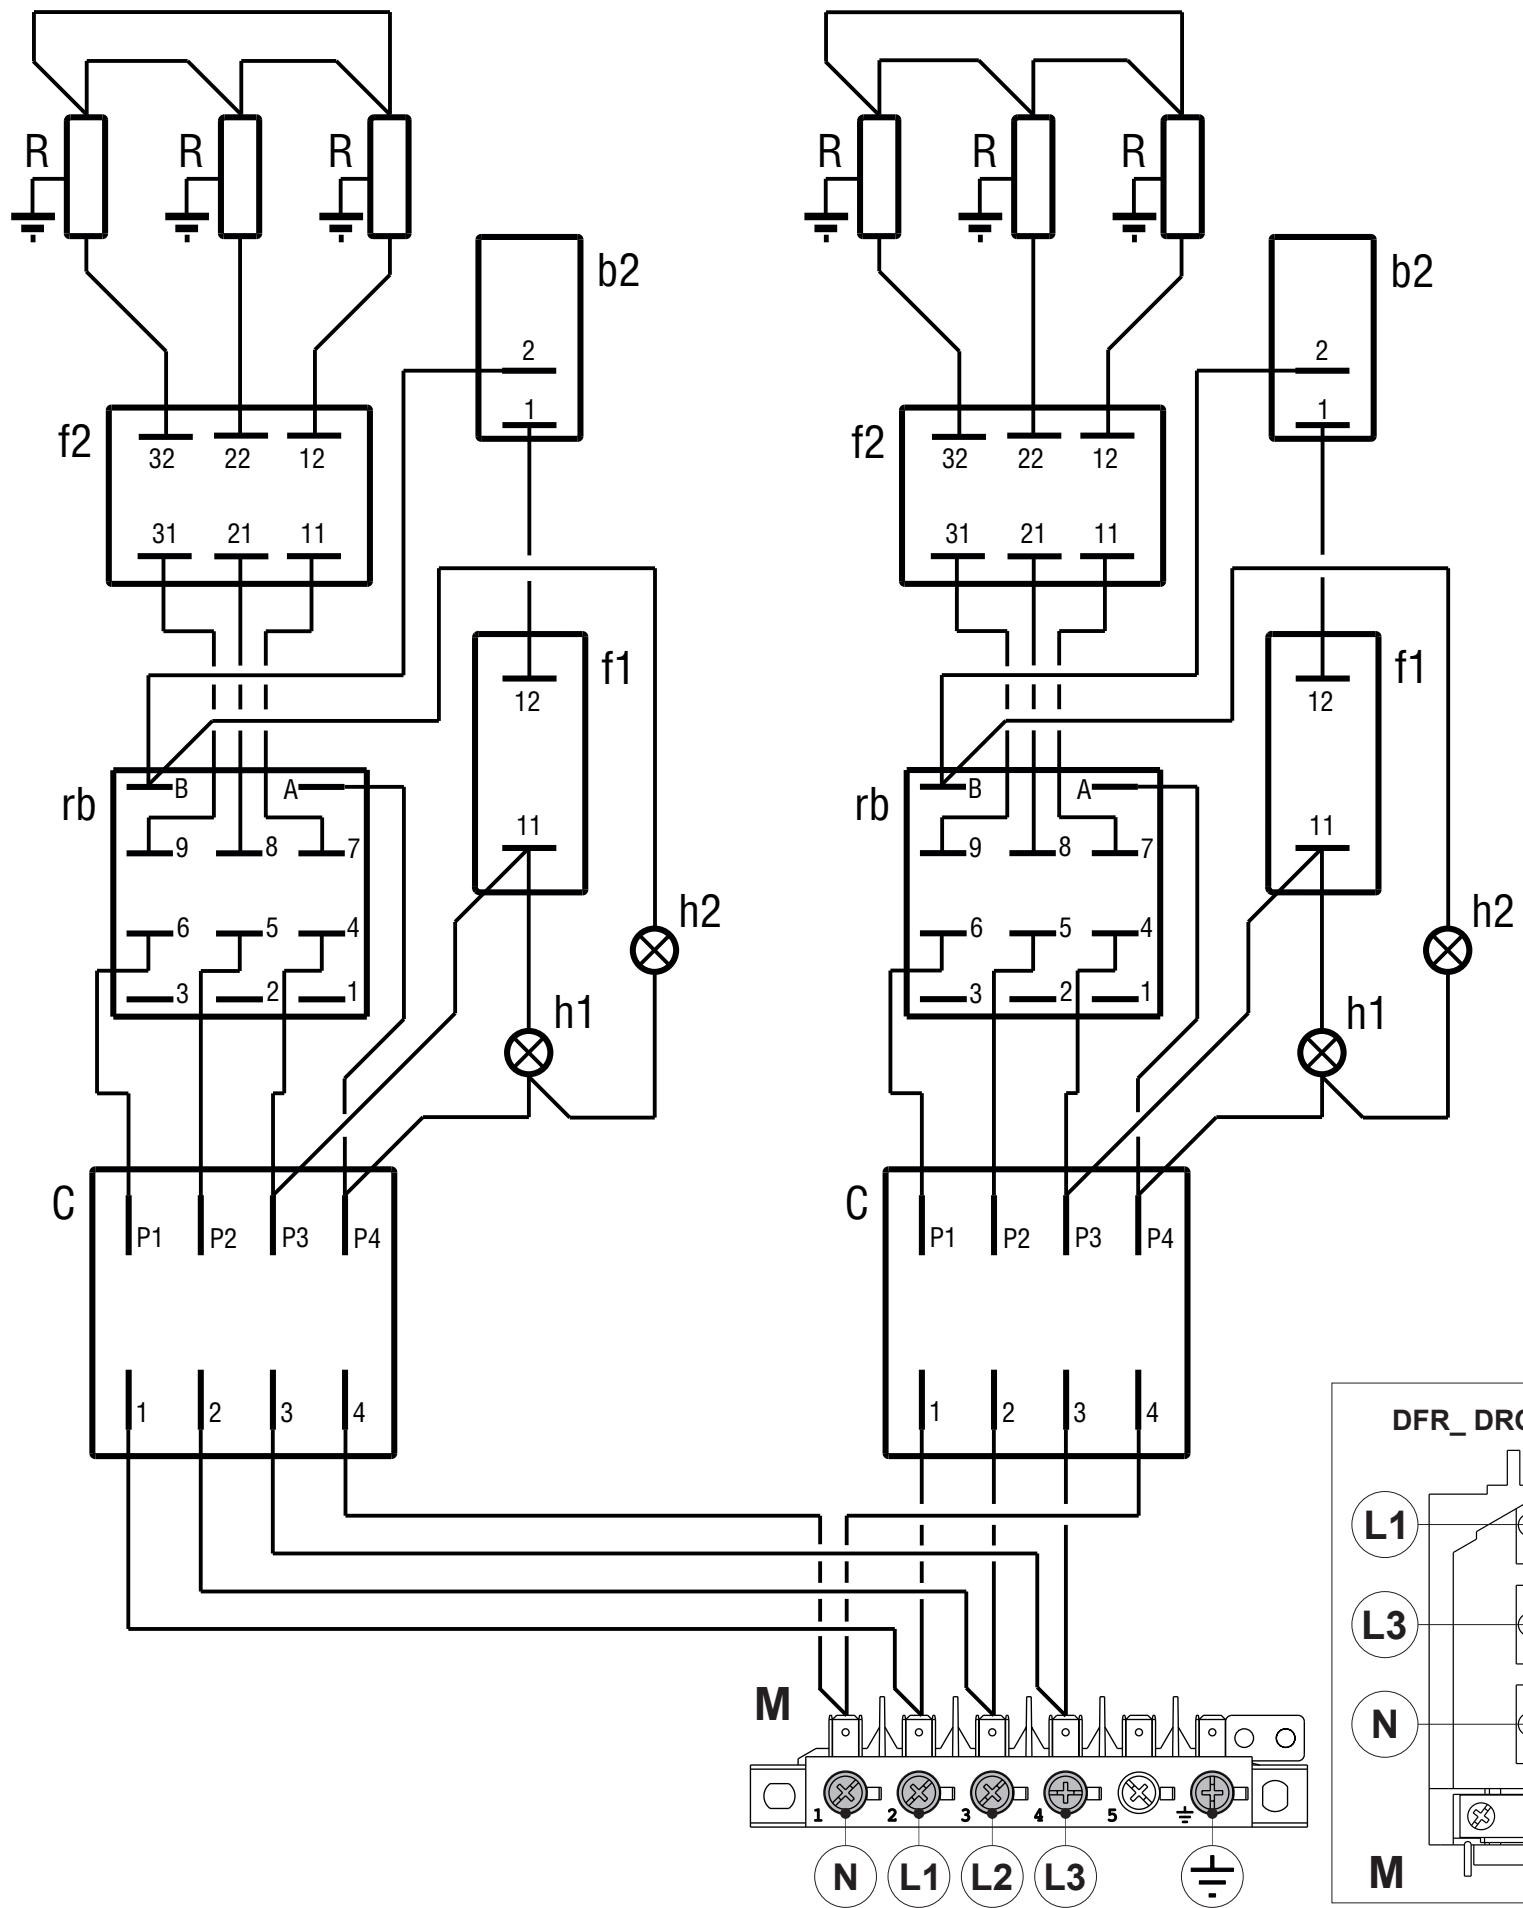 R R R R R R
b2 b2
2 2
1 1
f2 32 22 12 f2 32 22 12
31 21 11 31 21 11
f1 f1
12 12
rb B A rb B A
9 8 7 11 9 8 7 11
6 5 4 h2 6 5 4 h2
3 2 1 h1 3 2 1 h1
C P1 P2 P3 P4 C P1 P2 P3 P4
1 2 3 4 1 2 3 4
DFR_
L1
L3
N
M
M
1 2 3 4 5
N L1 L2 L3